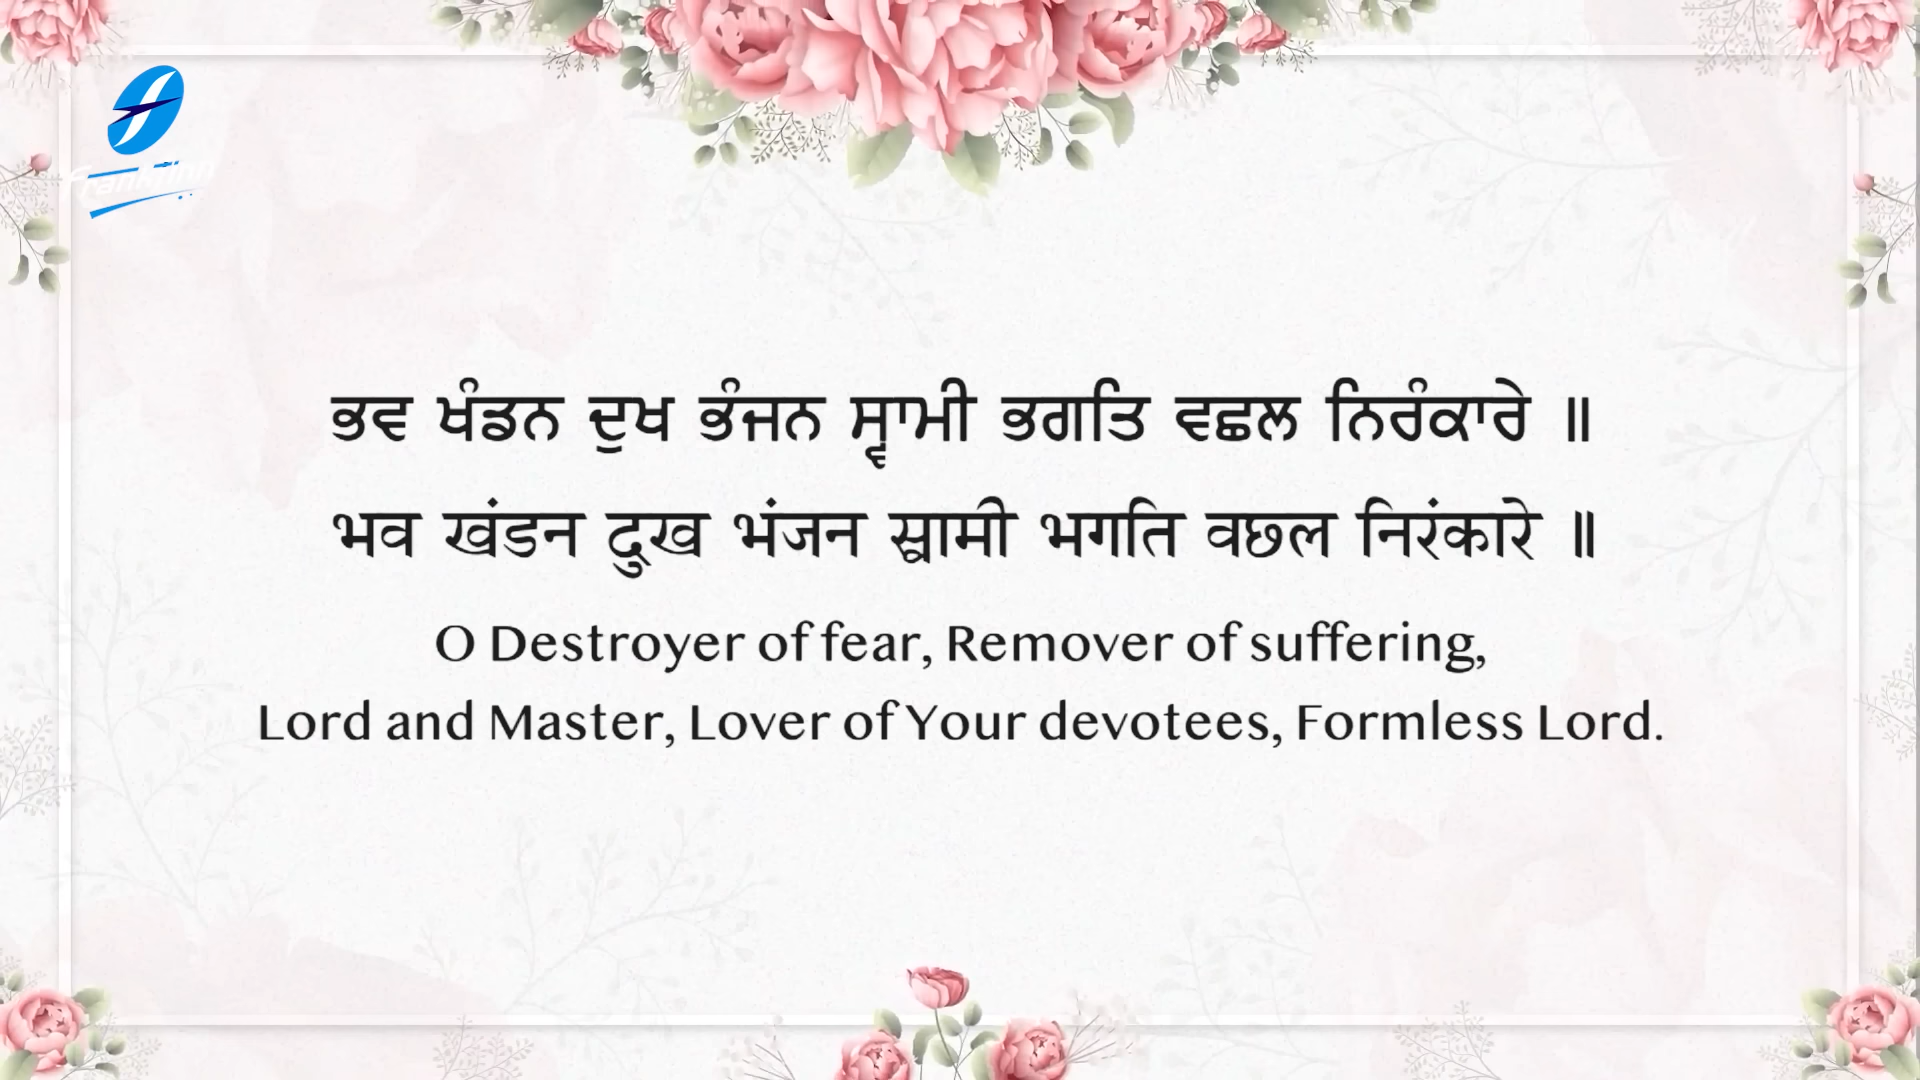 Frankfinn
ਭਵ ਖੰਡਨ ਦੁਖ ਭੰਜਨ ਸ੍ਵਾਮੀ ਭਗਤਿ ਵਛਲ ਨਿਰੰਕਾਰੇ ॥
भव खंडन दुख भंजन स्वामी भगति वछल निरंकारे ॥
O Destroyer of fear, Remover of suffering,
Lord and Master, Lover of Your devotees, Formless Lord.